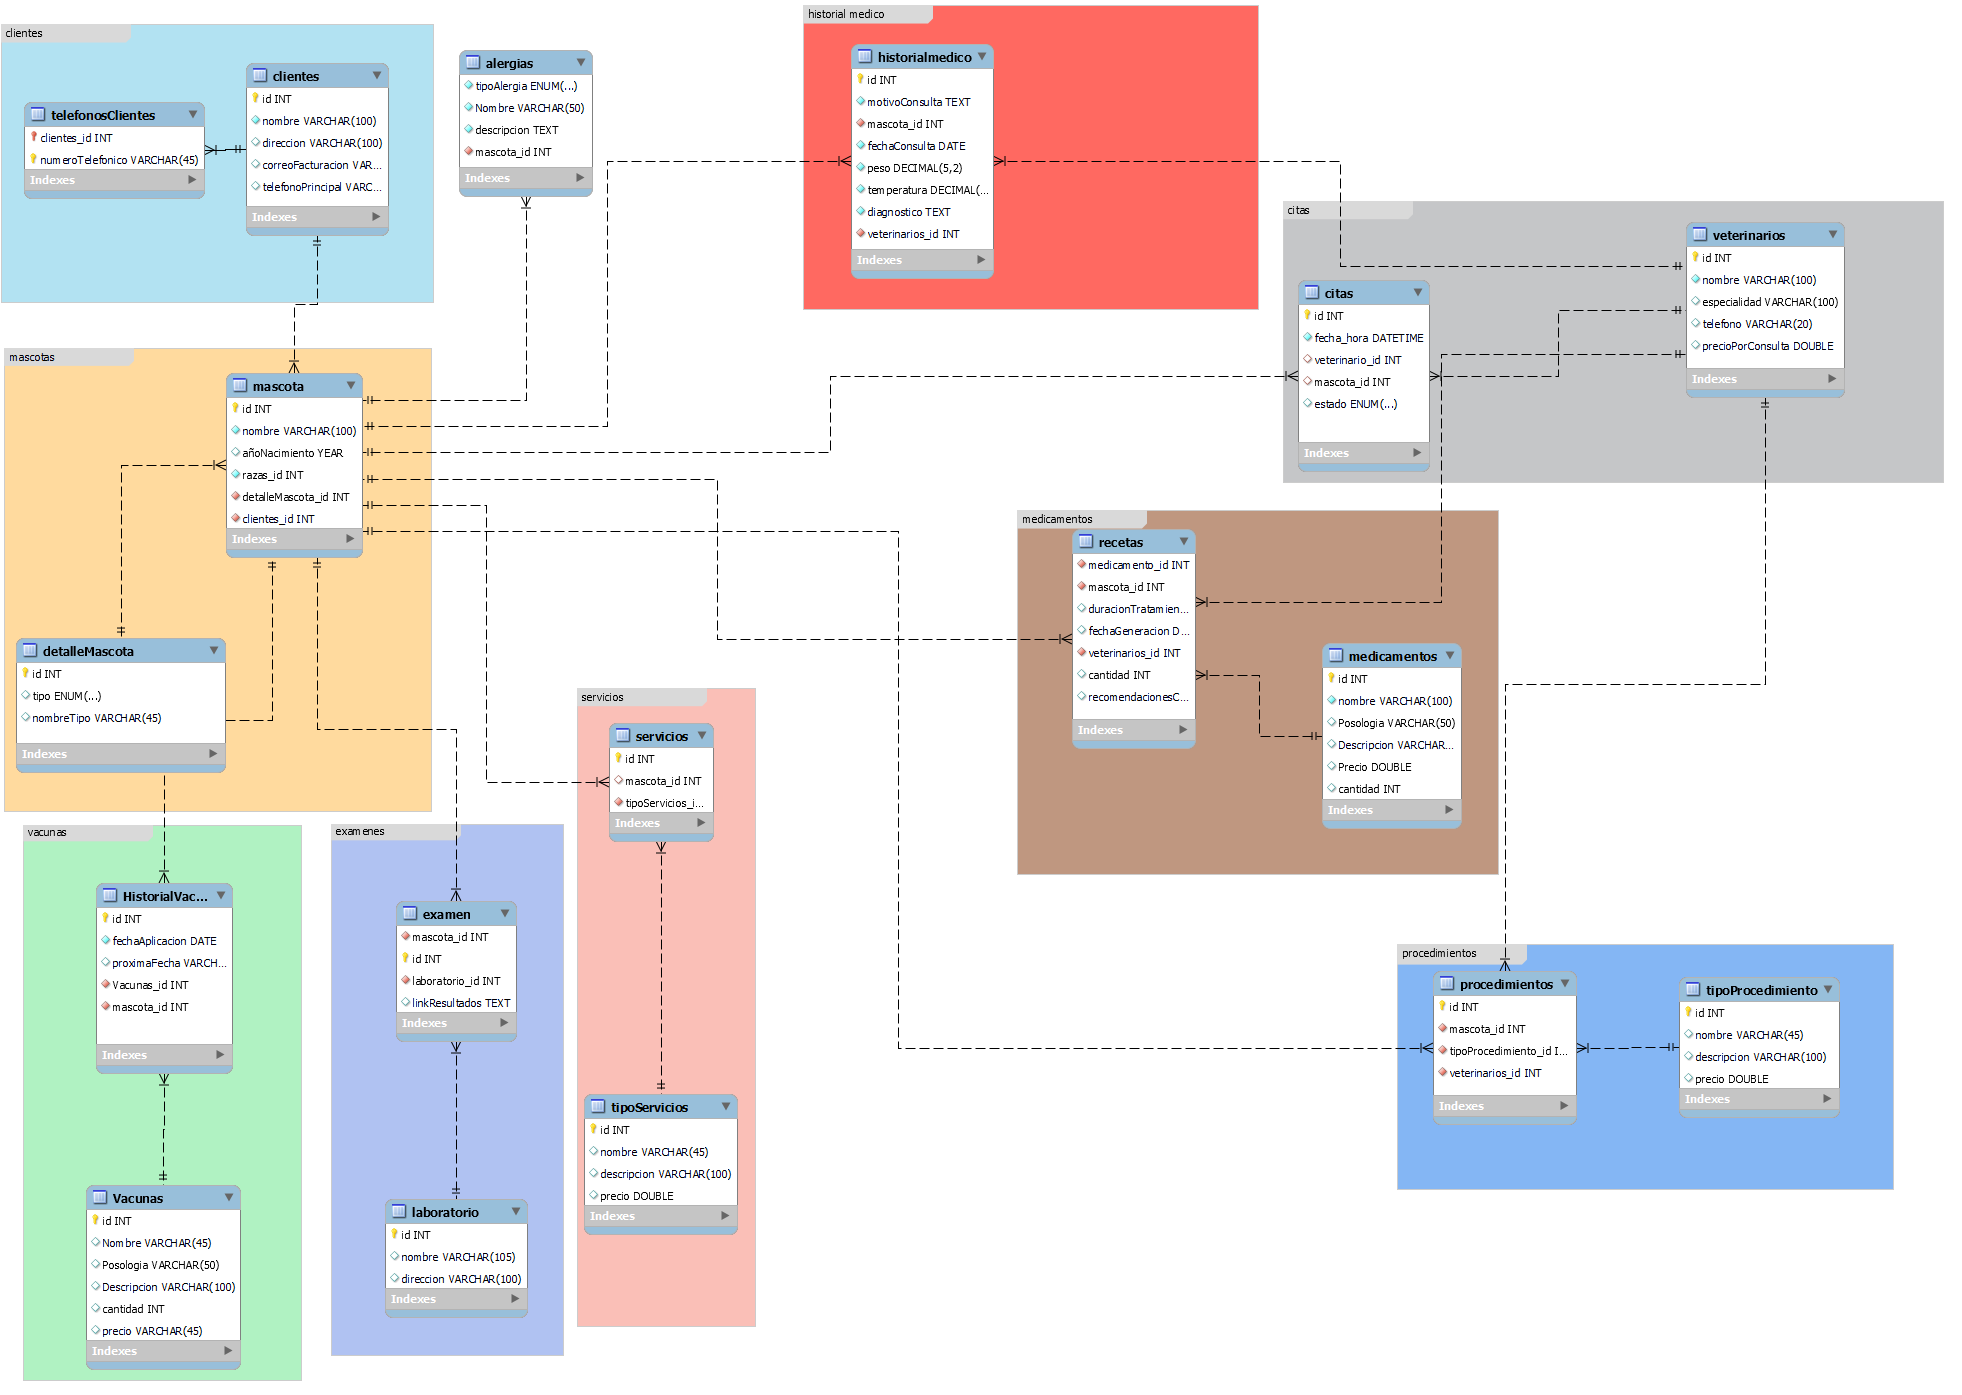 clientes
clientes
id INT
nombre VARCHAR(100)
direccion VARCHAR(100)
correoFacturacion VAR...
telefonoPrincipal VARC...
Indexes
telefonosClientes
clientes_id INT
numeroTelefonico VARCHAR(45)
Indexes
alergias
tipoAlergia ENUM(...)
Nombre VARCHAR(50)
descripcion TEXT
mascota_id INT
Indexes
historial medico
historialmedico
id INT
motivoConsulta TEXT
mascota_id INT
fechaConsulta DATE
peso DECIMAL(5,2)
temperatura DECIMAL(...
diagnostico TEXT
veterinarios_id INT
Indexes
citas
veterinarios
id INT
nombre VARCHAR(100)
especialidad VARCHAR(100)
telefono VARCHAR(20)
precioPorConsulta DOUBLE
Indexes
citas
id INT
fecha_hora DATETIME
veterinario_id INT
mascota_id INT
estado ENUM(...)
Indexes
mascotas
mascota
id INT
nombre VARCHAR(100)
añoNacimiento YEAR
razas_id INT
detalleMascota_id INT
clientes_id INT
Indexes
detalleMascota
id INT
tipo ENUM(...)
nombreTipo VARCHAR(45)
Indexes
medicamentos
recetas
medicamento_id INT
mascota_id INT
duracionTratamien...
fechaGeneracion D...
veterinarios_id INT
cantidad INT
recomendacionesC...
Indexes
medicamentos
id INT
nombre VARCHAR(100)
Posologia VARCHAR(50)
Descripcion VARCHAR...
Precio DOUBLE
cantidad INT
Indexes
servicios
servicios
id INT
mascota_id INT
tipoServicios_i...
Indexes
tipoServicios
id INT
nombre VARCHAR(45)
descripcion VARCHAR(100)
precio DOUBLE
Indexes
vacunas
HistorialVac...
id INT
fechaAplicacion DATE
proximaFecha VARCH...
Vacunas_id INT
mascota_id INT
Indexes
Vacunas
id INT
Nombre VARCHAR(45)
Posologia VARCHAR(50)
Descripcion VARCHAR(100)
cantidad INT
precio VARCHAR(45)
Indexes
examenes
examen
mascota_id INT
id INT
laboratorio_id INT
linkResultados TEXT
Indexes
laboratorio
id INT
nombre VARCHAR(105)
direccion VARCHAR(100)
Indexes
procedimientos
procedimientos
id INT
mascota_id INT
tipoProcedimiento_id I...
veterinarios_id INT
Indexes
tipoProcedimiento
id INT
nombre VARCHAR(45)
descripcion VARCHAR(100)
precio DOUBLE
Indexes